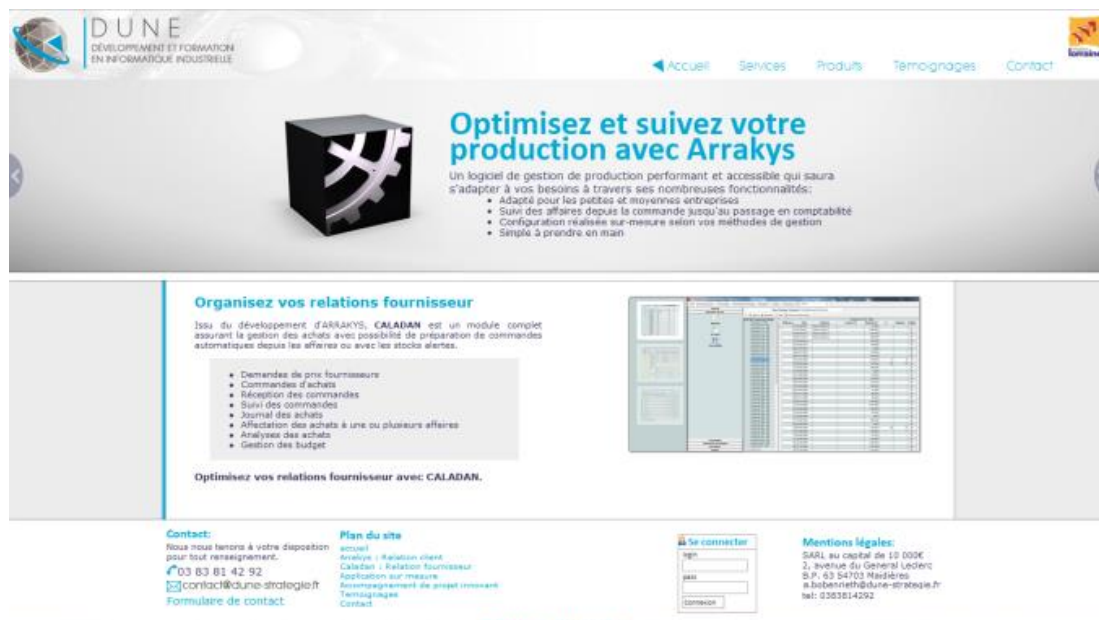 DUNE
DÉVELOPPEMENT ET FORMATION
EN INFORMATIQUE INDUSTRIELLE
lorraine
Accueil Services Produits Temoignages Contact
Optimisez et suivez votre
production avec Arrakys
Un logiciel de gestion de production performant et accessible qui saura
s'adapter à vos besoins à travers ses nombreuses fonctionnalités:
• Adapté pour les petites et moyennes entreprises
• Suivi des affaires depuis la commande jusqu'au passage en comptabilité
• Configuration réalisée sur-mesure selon vos méthodes de gestion
• Simple à prendre en main
Organisez vos relations fournisseur
Issu du développement d'ARRAKYS, CALADAN est un module complet
assurant la gestion des achats avec possibilité de préparation de commandes
automatiques depuis les affaires ou avec les stocks alertes.
• Demandes de prix fournisseurs
• Commandes d'achats
• Réception des commandes
• Suivi des commandes
• Journal des achats
• Affectation des achats à une ou plusieurs affaires
• Analyses des achats
• Gestion des budget
Optimisez vos relations fournisseur avec CALADAN.
Contact:
Nous nous tenons à votre disposition
pour tout renseignement.
03 83 81 42 92
contact@dune-strategie.fr
Formulaire de contact
Plan du site
accueil
Arrakys : Relation client
Caladan : Relation fournisseur
Application sur mesure
Accompagnement de projet innovant
Temoignages
Contact
Se connecter
login
pass
connexion
Mentions légales:
SARL au capital de 10 000€
2, avenue du General Leclerc
B.P. 63 54703 Maidières
a.bobenrieth@dune-strategie.fr
tel: 0383814292